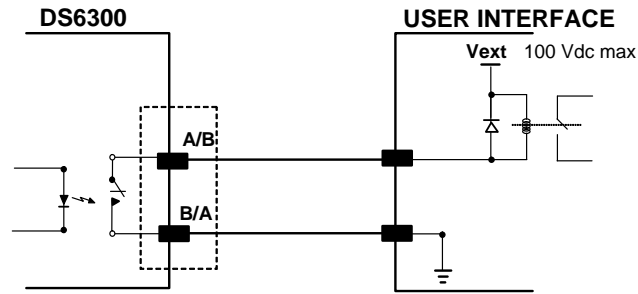 DS6300
USER INTERFACE
Vext 100 Vdc max
A/B
B/A